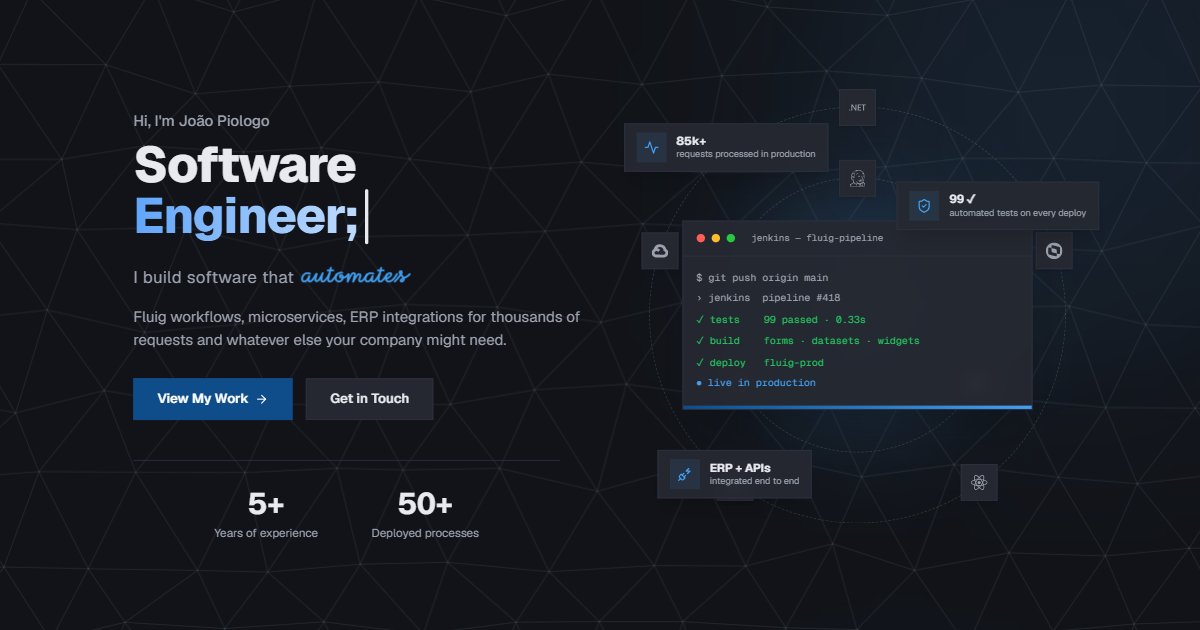 Hi, I'm João Piologo
Software
Engineer;
I build software that automates
Fluig workflows, microservices, ERP integrations for thousands of
requests and whatever else your company might need.
View My Work →
Get in Touch
5+
Years of experience
50+
Deployed processes
.NET
85k+
requests processed in production
99 ✓
automated tests on every deploy
jenkins — fluig-pipeline
$ git push origin main
› jenkins pipeline #418
✓ tests 99 passed · 0.33s
✓ build forms · datasets · widgets
✓ deploy fluig-prod
● live in production
ERP + APIs
integrated end to end